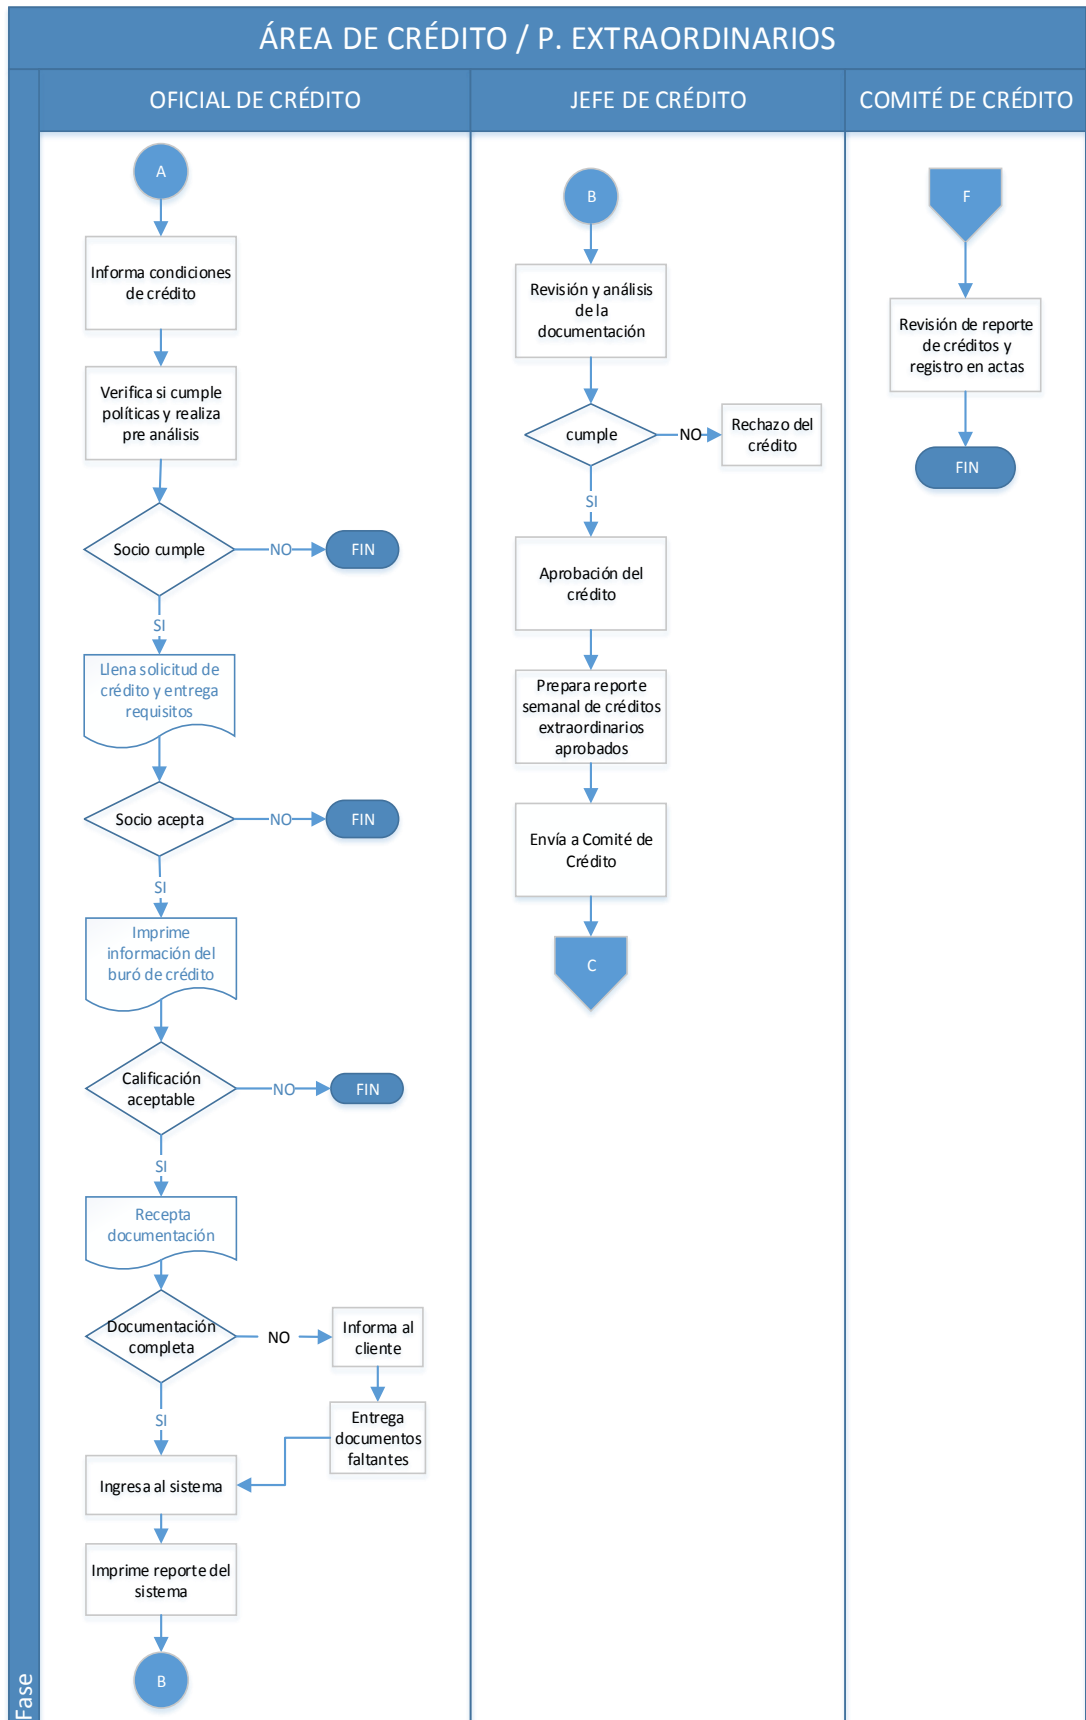 ÁREA DE CRÉDITO / P. EXTRAORDINARIOS
OFICIAL DE CRÉDITO
JEFE DE CRÉDITO
COMITÉ DE CRÉDITO
Fase
A
Informa condiciones
de crédito
Verifica si cumple
políticas y realiza
pre análisis
Socio cumple
NO
FIN
SI
Llena solicitud de
crédito y entrega
requisitos
Socio acepta
NO
FIN
SI
Imprime
información del
buró de crédito
Calificación
aceptable
NO
FIN
SI
Recepta
documentación
Documentación
completa
NO
Informa al
cliente
Entrega
documentos
faltantes
SI
Ingresa al sistema
Imprime reporte del
sistema
B
B
Revisión y análisis
de la
documentación
cumple
NO
Rechazo del
crédito
SI
Aprobación del
crédito
Prepara reporte
semanal de créditos
extraordinarios
aprobados
Envía a Comité de
Crédito
C
F
Revisión de reporte
de créditos y
registro en actas
FIN